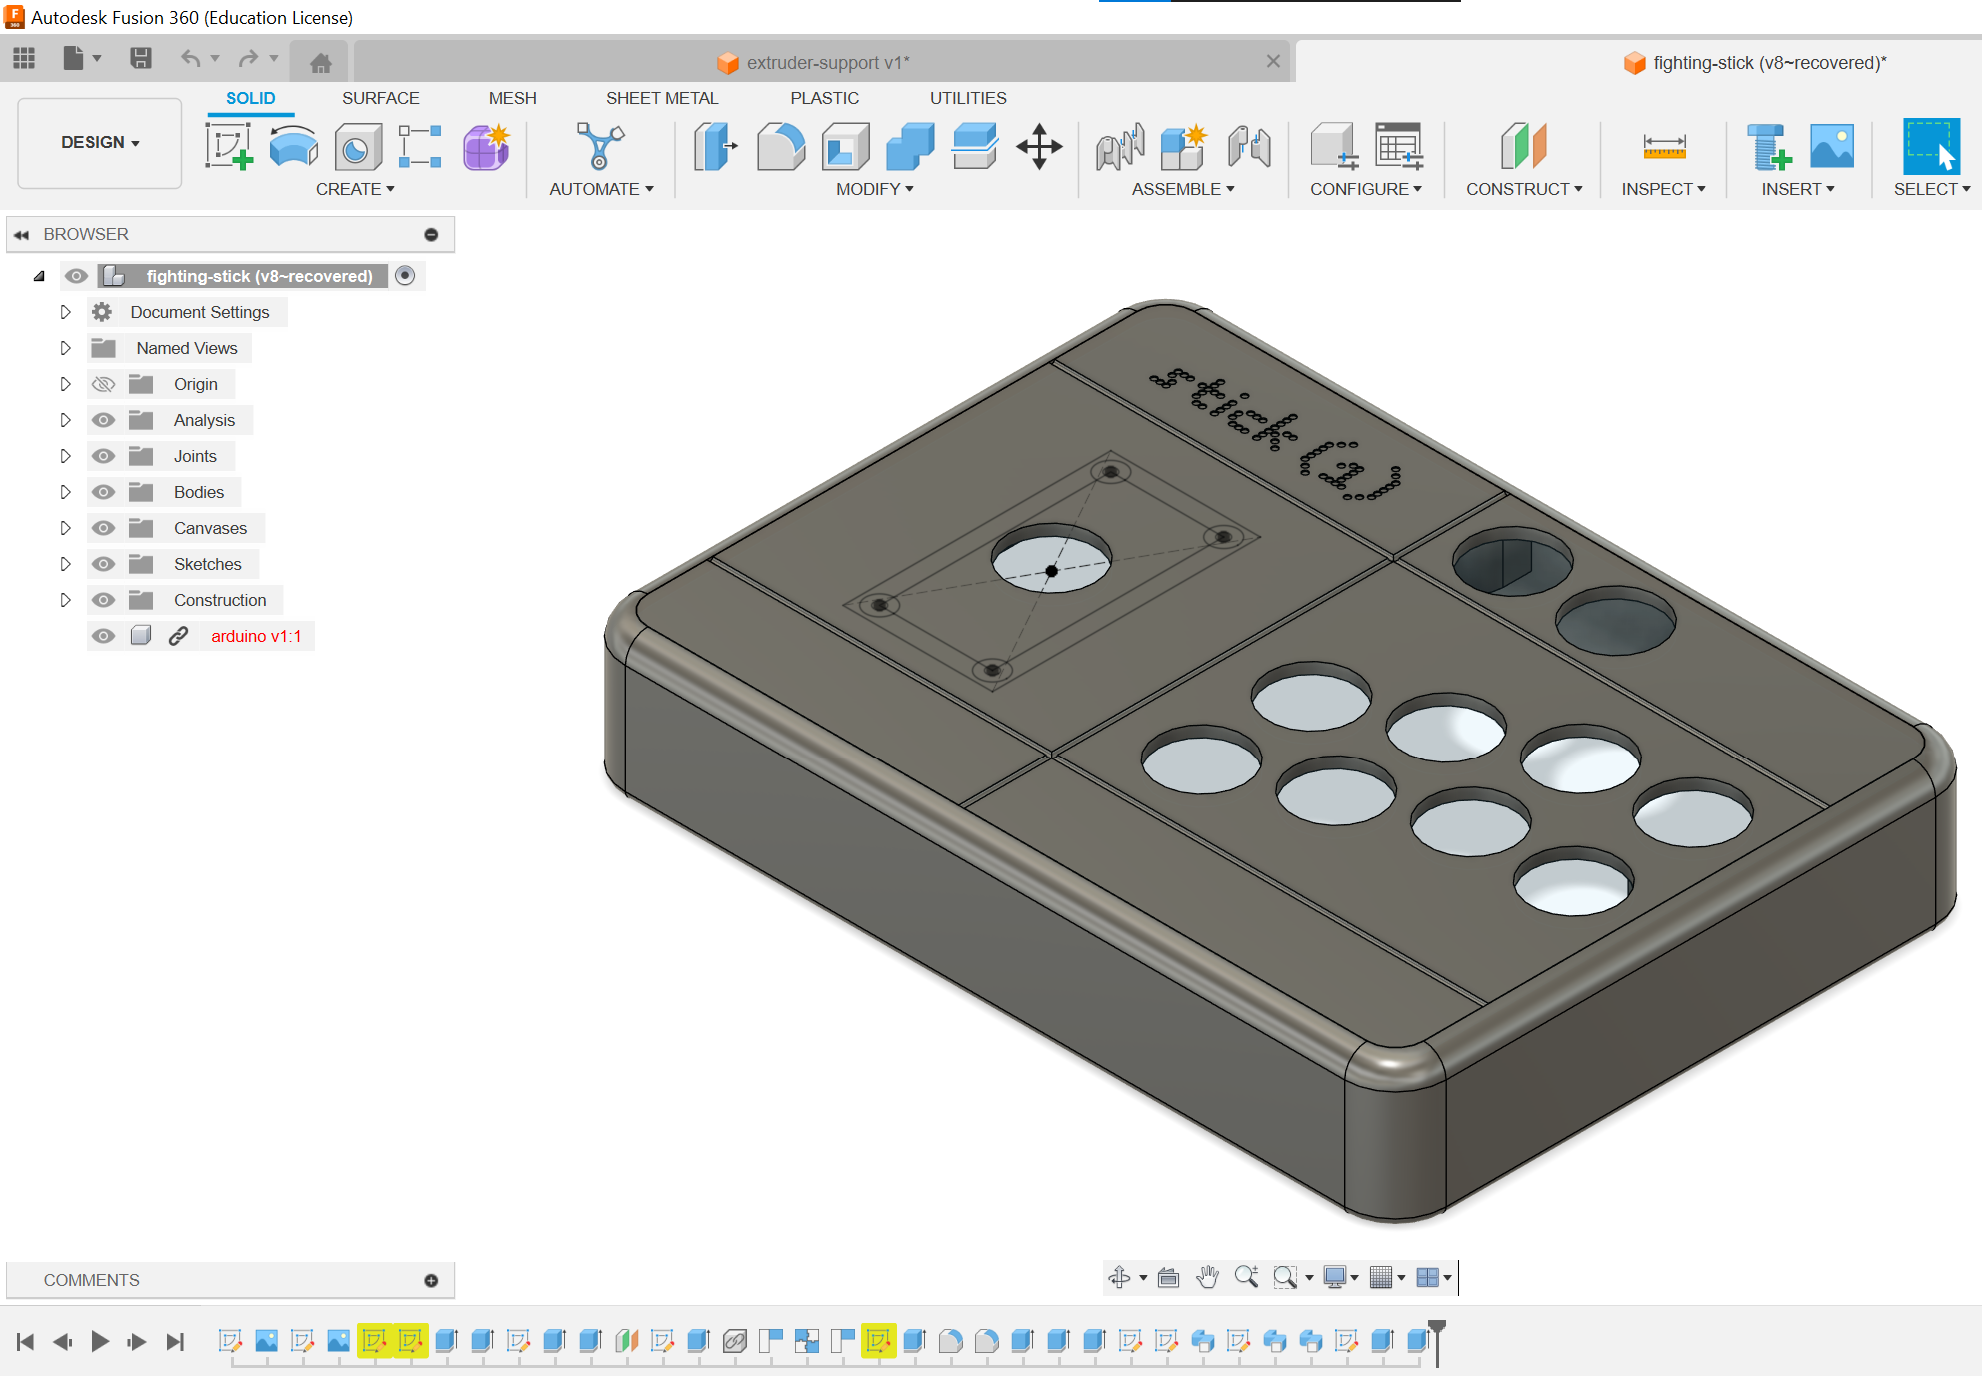 Autodesk Fusion 360 (Education License)
extruder-support v1*
fighting-stick (v8~recovered)*
SOLID SURFACE MESH SHEET METAL PLASTIC UTILITIES
DESIGN
CREATE AUTOMATE MODIFY ASSEMBLE CONFIGURE CONSTRUCT INSPECT INSERT SELECT
BROWSER
fighting-stick (v8~recovered)
Document Settings
Named Views
Origin
Analysis
Joints
Bodies
Canvases
Sketches
Construction
arduino v1:1
COMMENTS